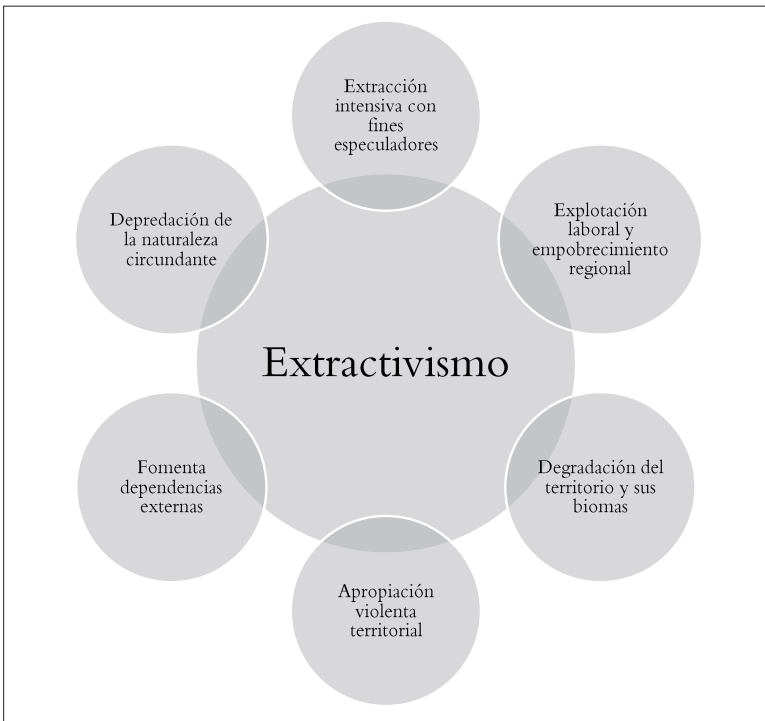 Extracción
intensiva con
fines
especuladores
Explotación
laboral y
empobrecimiento
regional
Degradación del
territorio y sus
biomas
Apropiación
violenta
territorial
Fomenta
dependencias
externas
Depredación de
la naturaleza
circundante
Extractivismo